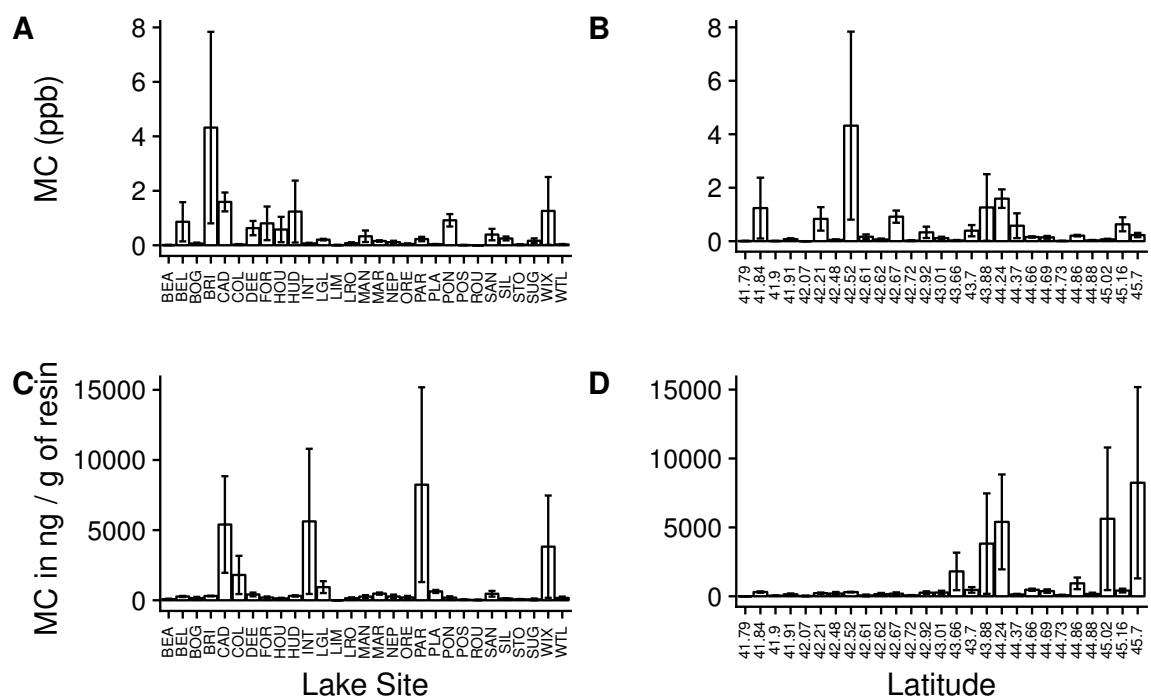 A
MC (ppb)
8
6
4
2
0
BEA BEL BOG BRI CAD COL DEE FOR HOU HUD INT LGL LIM LRO MAN MAR NEP ORE PAR PLA PON POS ROU SAN SIL STO SUG WIX WTL
B
8
6
4
2
0
41.79 41.84 41.9 41.91 42.07 42.21 42.48 42.52 42.61 42.62 42.67 42.72 42.92 43.01 43.66 43.7 43.88 44.24 44.37 44.66 44.69 44.73 44.86 44.88 45.02 45.16 45.7
C
MC in ng / g of resin
15000
10000
5000
0
BEA BEL BOG BRI CAD COL DEE FOR HOU HUD INT LGL LIM LRO MAN MAR NEP ORE PAR PLA PON POS ROU SAN SIL STO SUG WIX WTL
Lake Site
D
15000
10000
5000
0
41.79 41.84 41.9 41.91 42.07 42.21 42.48 42.52 42.61 42.62 42.67 42.72 42.92 43.01 43.66 43.7 43.88 44.24 44.37 44.66 44.69 44.73 44.86 44.88 45.02 45.16 45.7
Latitude